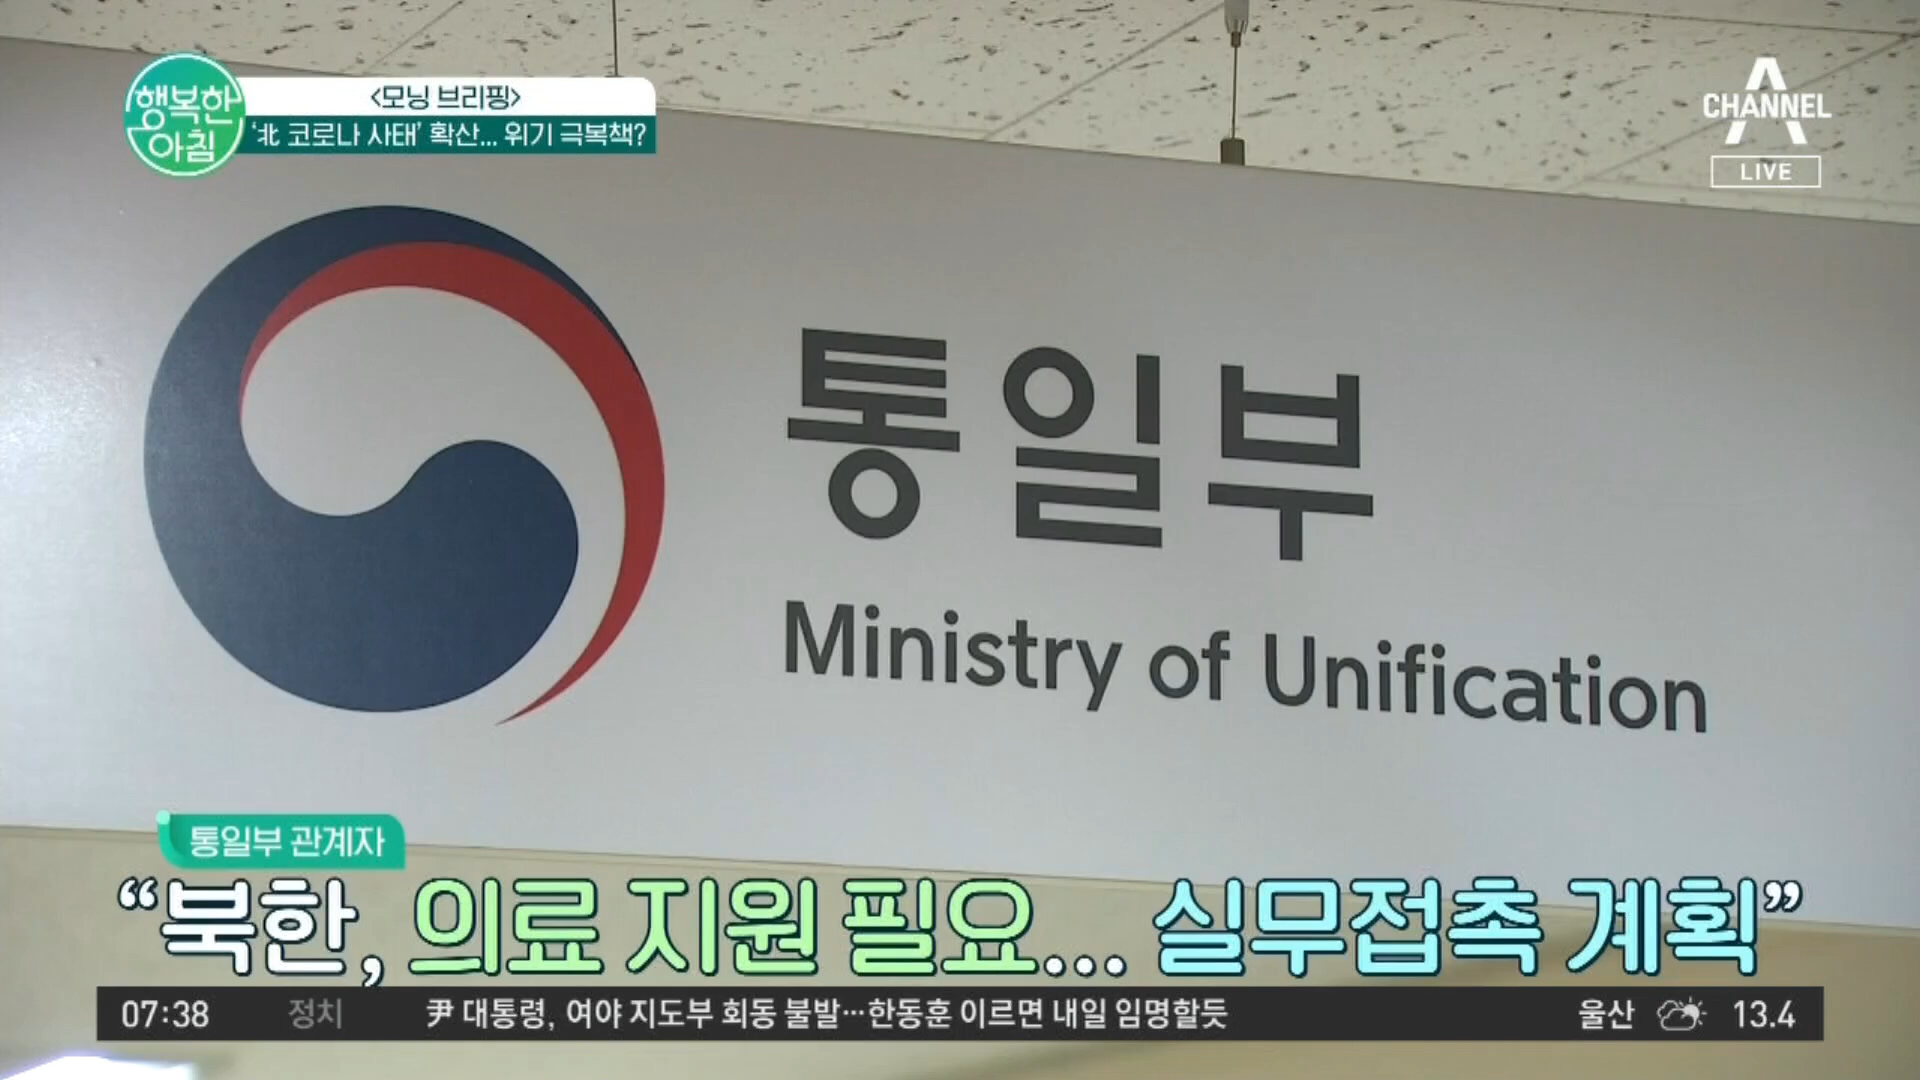 행복한
아침
<모닝 브리핑>
‘北 코로나 사태’ 확산... 위기 극복책?
CHANNEL A
LIVE
통일부
Ministry of Unification
통일부 관계자
“북한, 의료 지원 필요... 실무접촉 계획”
07:38 정치 尹 대통령, 여야 지도부 회동 불발…한동훈 이르면 내일 임명할듯 울산 13.4